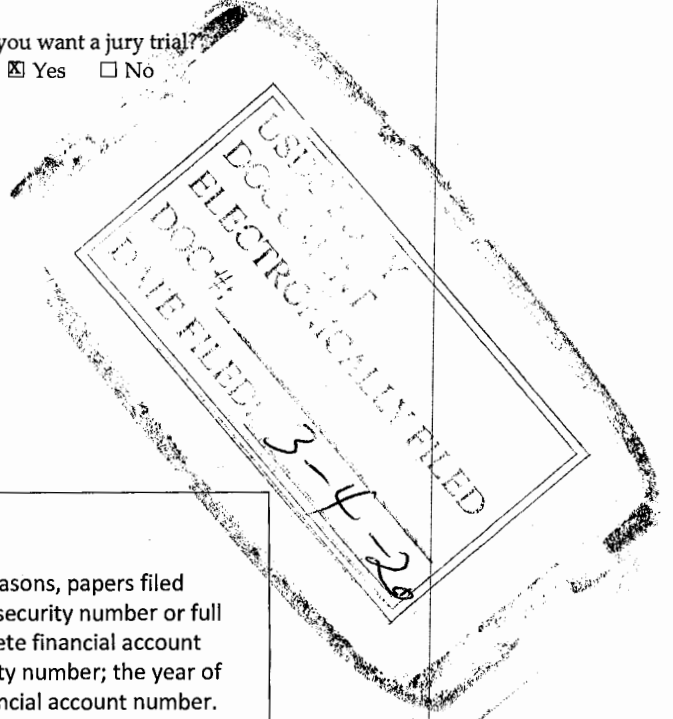 you want a jury trial?
☒ Yes ☐ No
USDC
DOCUMENT
ELECTRONICALLY FILED
DOC #:
DATE FILED: 3-4-20
asons, papers filed
security number or full
ete financial account
ty number; the year of
ncial account number.